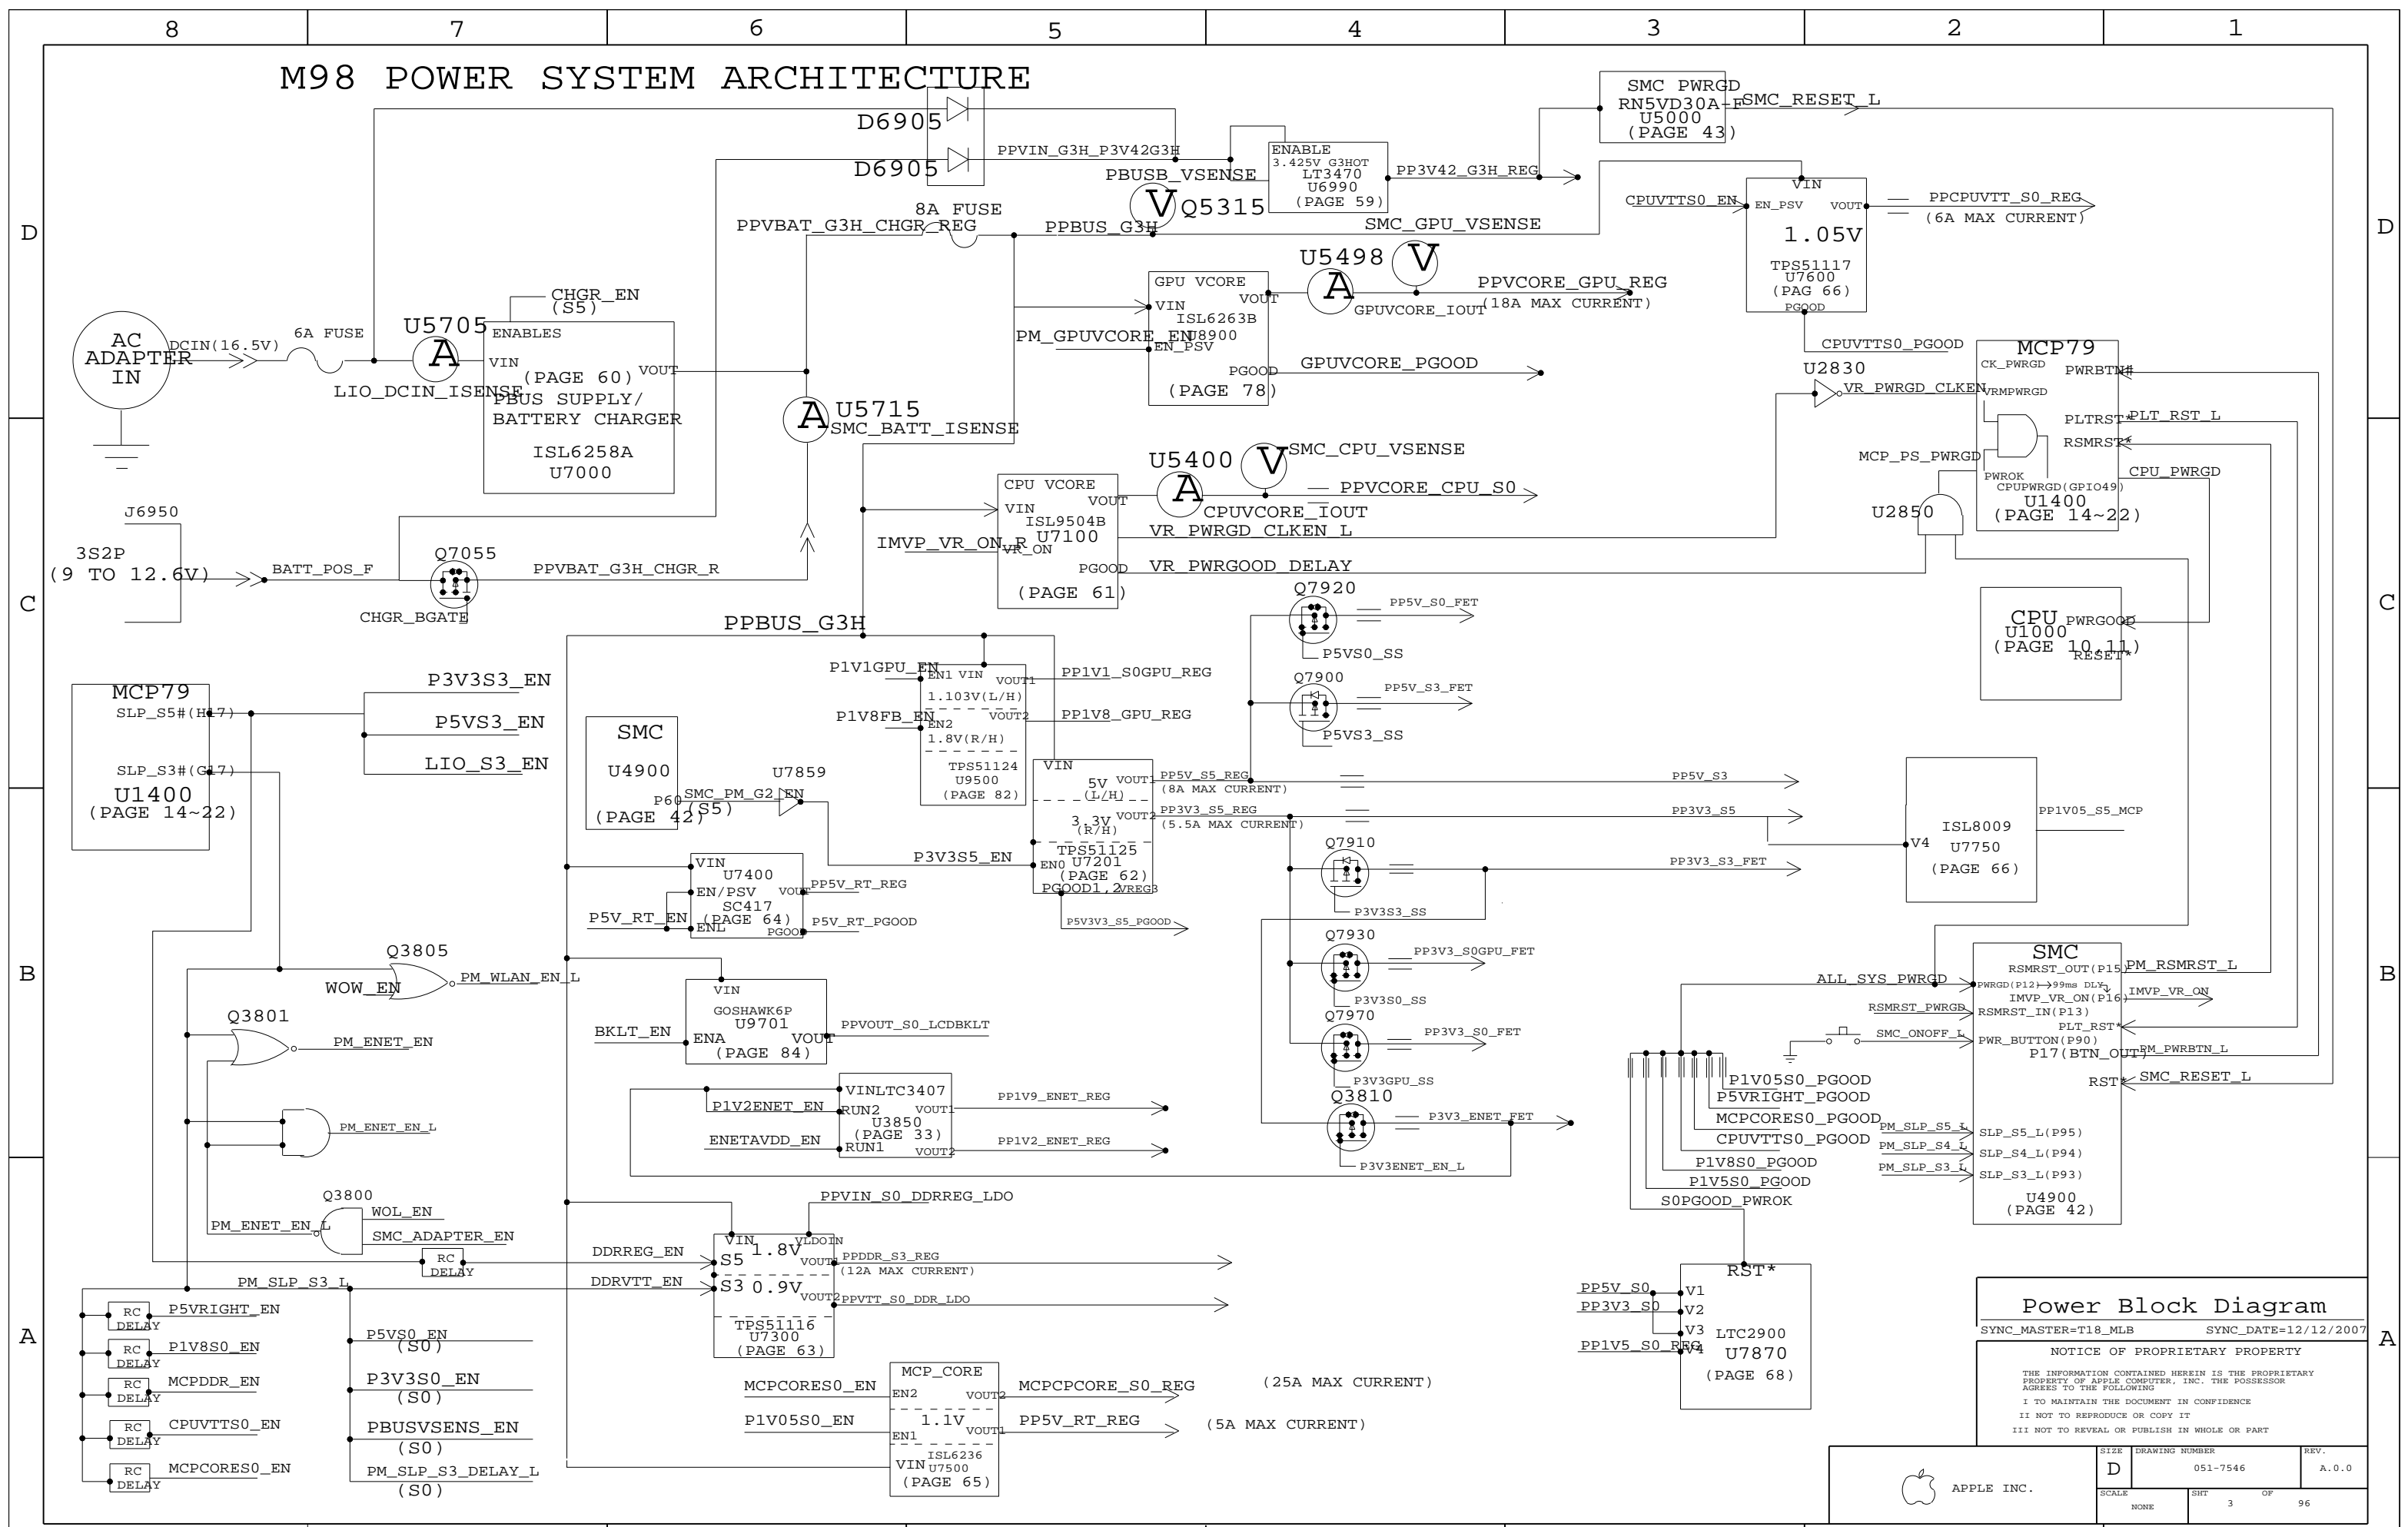 8 7 6 5 4 3 2 1
M98 POWER SYSTEM ARCHITECTURE
D
D6905
D6905
PPVIN_G3H_P3V42G3H
PBUSB_VSENSE
V Q5315
ENABLE
3.425V G3HOT
LT3470
U6990
(PAGE 59)
PP3V42_G3H_REG
SMC PWRGD
RN5VD30A-F
U5000
(PAGE 43)
SMC_RESET_L
8A FUSE
PPVBAT_G3H_CHGR_REG
PPBUS_G3H
SMC_GPU_VSENSE
CPUVTTS0_EN
VIN
EN_PSV
VOUT
1.05V
TPS51117
U7600
(PAG 66)
PGOOD
PPCPUVTT_S0_REG
(6A MAX CURRENT)
CPUVTTS0_PGOOD
D
AC
ADAPTER
IN
DCIN(16.5V)
6A FUSE
U5705
A
LIO_DCIN_ISENSE
CHGR_EN
(S5)
ENABLES
VIN
VOUT
(PAGE 60)
PBUS SUPPLY/
BATTERY CHARGER
ISL6258A
U7000
A
U5715
SMC_BATT_ISENSE
GPU VCORE
VOUT
VIN
ISL6263B
U8900
EN_PSV
PGOOD
(PAGE 78)
PM_GPUVCORE_EN
U5498
A
V
GPUVCORE_IOUT
PPVCORE_GPU_REG
(18A MAX CURRENT)
GPUVCORE_PGOOD
U2830
VR_PWRGD_CLKEN
MCP79
CK_PWRGD
PWRBTN#
VRMPWRGD
PLTRST*
RSMRST*
PWROK
CPUPWRGD(GPIO49)
U1400
(PAGE 14~22)
PLT_RST_L
CPU_PWRGD
MCP_PS_PWRGD
U2850
C
J6950
3S2P
(9 TO 12.6V)
BATT_POS_F
Q7055
CHGR_BGATE
PPVBAT_G3H_CHGR_R
CPU VCORE
VOUT
VIN
ISL9504B
U7100
VR_ON
PGOOD
(PAGE 61)
IMVP_VR_ON_R
U5400
A
V
SMC_CPU_VSENSE
CPUVCORE_IOUT
PPVCORE_CPU_S0
VR_PWRGD_CLKEN_L
VR_PWRGOOD_DELAY
CPU
U1000
(PAGE 10,11)
PWRGOOD
RESET*
C
PPBUS_G3H
MCP79
SLP_S5#(H17)
SLP_S3#(G17)
U1400
(PAGE 14~22)
P3V3S3_EN
P5VS3_EN
LIO_S3_EN
SMC
U4900
P60
(PAGE 42)
SMC_PM_G2_EN
(S5)
U7859
P1V1GPU_EN
P1V8FB_EN
EN1 VIN
VOUT1
1.103V(L/H)
VOUT2
EN2
1.8V(R/H)
TPS51124
U9500
(PAGE 82)
PP1V1_S0GPU_REG
PP1V8_GPU_REG
Q7920
PP5V_S0_FET
P5VS0_SS
Q7900
PP5V_S3_FET
P5VS3_SS
VIN
5V
(L/H)
VOUT1
3.3V
(R/H)
VOUT2
TPS51125
EN0
U7201
(PAGE 62)
PGOOD1,2
VREG3
P3V3S5_EN
PP5V_S5_REG
(8A MAX CURRENT)
PP3V3_S5_REG
(5.5A MAX CURRENT)
P5V3V3_S5_PGOOD
PP5V_S3
PP3V3_S5
Q7910
PP3V3_S3_FET
P3V3S3_SS
ISL8009
U7750
V4
(PAGE 66)
PP1V05_S5_MCP
B
VIN
U7400
EN/PSV
VOUT
SC417
(PAGE 64)
ENL
PGOOD
P5V_RT_EN
PP5V_RT_REG
P5V_RT_PGOOD
Q3805
WOW_EN
PM_WLAN_EN_L
Q3801
PM_ENET_EN
PM_ENET_EN_L
VIN
GOSHAWK6P
U9701
ENA
VOUT
(PAGE 84)
BKLT_EN
PPVOUT_S0_LCDBKLT
Q7930
PP3V3_S0GPU_FET
P3V3S0_SS
Q7970
PP3V3_S0_FET
P3V3GPU_SS
Q3810
P3V3_ENET_FET
P3V3ENET_EN_L
VIN LTC3407
RUN2
VOUT1
U3850
(PAGE 33)
RUN1
VOUT2
P1V2ENET_EN
ENETAVDD_EN
PP1V9_ENET_REG
PP1V2_ENET_REG
ALL_SYS_PWRGD
RSMRST_PWRGD
SMC_ONOFF_L
SMC
RSMRST_OUT(P15)
PWRGD(P12) 99ms DLY
IMVP_VR_ON(P16)
RSMRST_IN(P13)
PLT_RST*
PWR_BUTTON(P90)
P17(BTN_OUT)
RST*
SLP_S5_L(P95)
SLP_S4_L(P94)
SLP_S3_L(P93)
U4900
(PAGE 42)
PM_RSMRST_L
IMVP_VR_ON
PM_PWRBTN_L
SMC_RESET_L
PM_SLP_S5_L
PM_SLP_S4_L
PM_SLP_S3_L
P1V05S0_PGOOD
P5VRIGHT_PGOOD
MCPCORES0_PGOOD
CPUVTTS0_PGOOD
P1V8S0_PGOOD
P1V5S0_PGOOD
S0PGOOD_PWROK
B
A
Q3800
PM_ENET_EN_L
WOL_EN
SMC_ADAPTER_EN
RC
DELAY
PM_SLP_S3_L
DDRREG_EN
DDRVTT_EN
PPVIN_S0_DDRREG_LDO
VIN
VLDOIN
S5
1.8V
VOUT1
S3
0.9V
VOUT2
TPS51116
U7300
(PAGE 63)
PPDDR_S3_REG
(12A MAX CURRENT)
PPVTT_S0_DDR_LDO
RC
DELAY
P5VRIGHT_EN
RC
DELAY
P1V8S0_EN
RC
DELAY
MCPDDR_EN
RC
DELAY
CPUVTTS0_EN
RC
DELAY
MCPCORES0_EN
P5VS0_EN
(S0)
P3V3S0_EN
(S0)
PBUSVSENS_EN
(S0)
PM_SLP_S3_DELAY_L
(S0)
MCP_CORE
EN2
VOUT2
1.1V
EN1
VOUT1
ISL6236
VIN
U7500
(PAGE 65)
MCPCORES0_EN
P1V05S0_EN
MCPCPCORE_S0_REG
(25A MAX CURRENT)
PP5V_RT_REG
(5A MAX CURRENT)
RST*
V1
V2
V3
V4
LTC2900
U7870
(PAGE 68)
PP5V_S0
PP3V3_S0
PP1V5_S0_REG
A
Power Block Diagram
SYNC_MASTER=T18_MLB SYNC_DATE=12/12/2007
NOTICE OF PROPRIETARY PROPERTY
THE INFORMATION CONTAINED HEREIN IS THE PROPRIETARY
PROPERTY OF APPLE COMPUTER, INC. THE POSSESSOR
AGREES TO THE FOLLOWING
I TO MAINTAIN THE DOCUMENT IN CONFIDENCE
II NOT TO REPRODUCE OR COPY IT
III NOT TO REVEAL OR PUBLISH IN WHOLE OR PART
APPLE INC.
SIZE
D
DRAWING NUMBER
051-7546
REV.
A.0.0
SCALE
NONE
SHT
3
OF
96